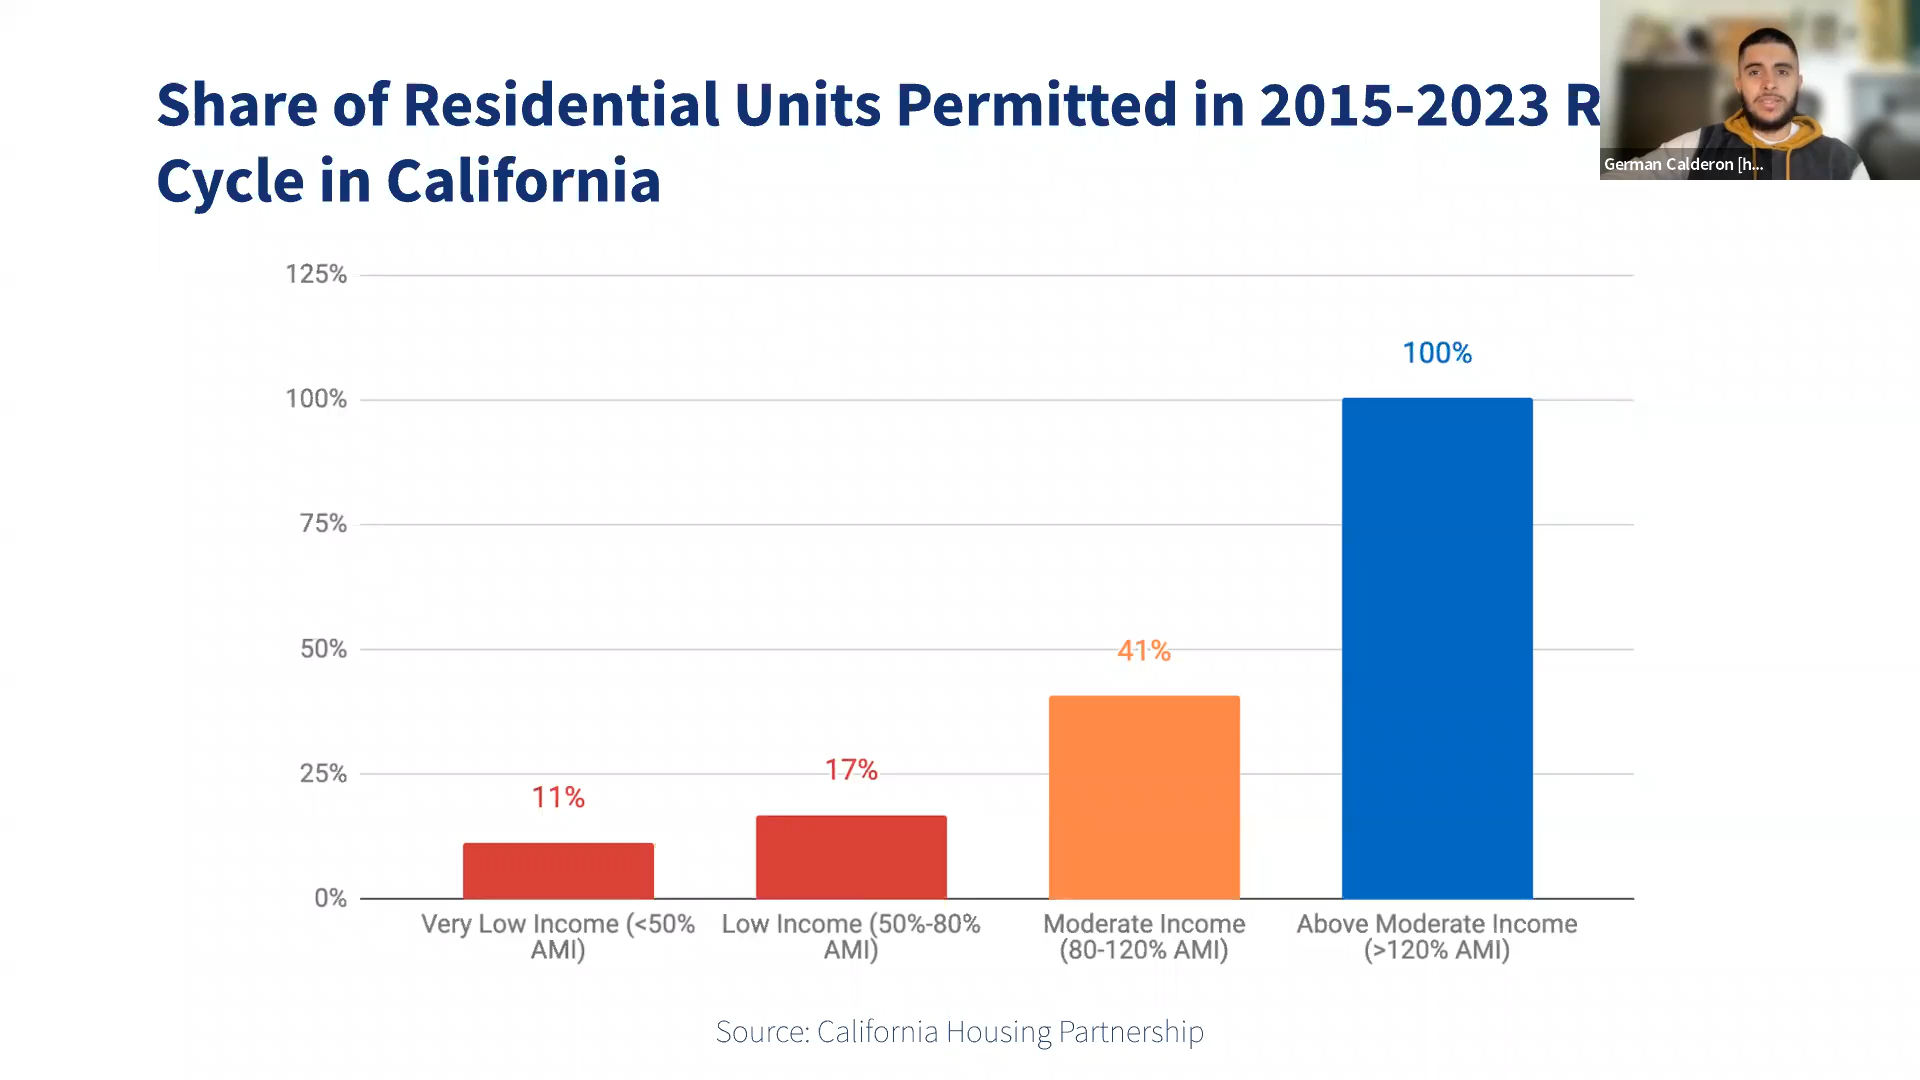 Share of Residential Units Permitted in 2015-2023 R
Cycle in California
German Calderon [h...
125%
100%
100%
75%
50%
41%
25%
17%
11%
0%
Very Low Income (<50%
AMI)
Low Income (50%-80%
AMI)
Moderate Income
(80-120% AMI)
Above Moderate Income
(>120% AMI)
Source: California Housing Partnership